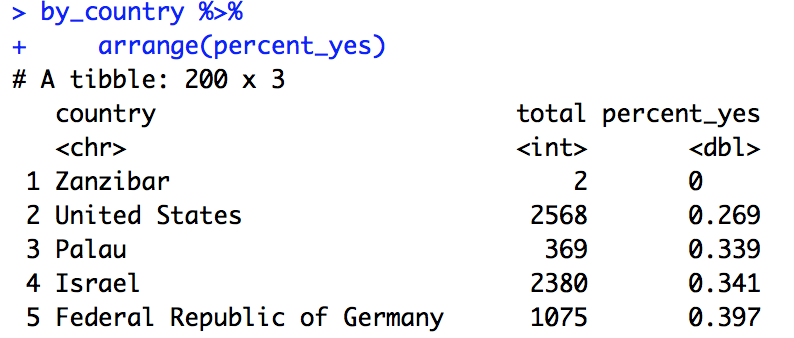 > by_country %>%
+     arrange(percent_yes)
# A tibble: 200 x 3
   country                       total percent_yes
   <chr>                         <int>       <dbl>
 1 Zanzibar                          2       0
 2 United States                  2568       0.269
 3 Palau                           369       0.339
 4 Israel                         2380       0.341
 5 Federal Republic of Germany    1075       0.397